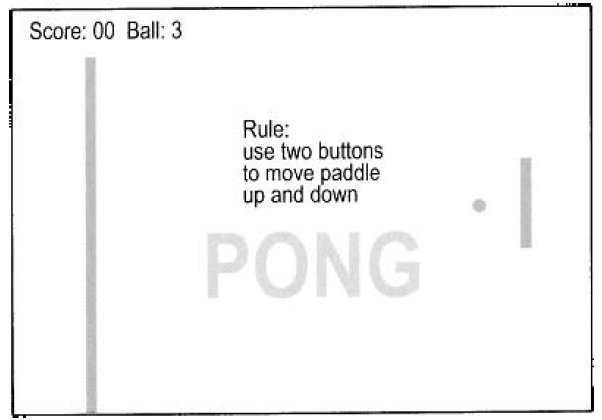 Score: 00 Ball: 3
Rule:
use two buttons
to move paddle
up and down
PONG